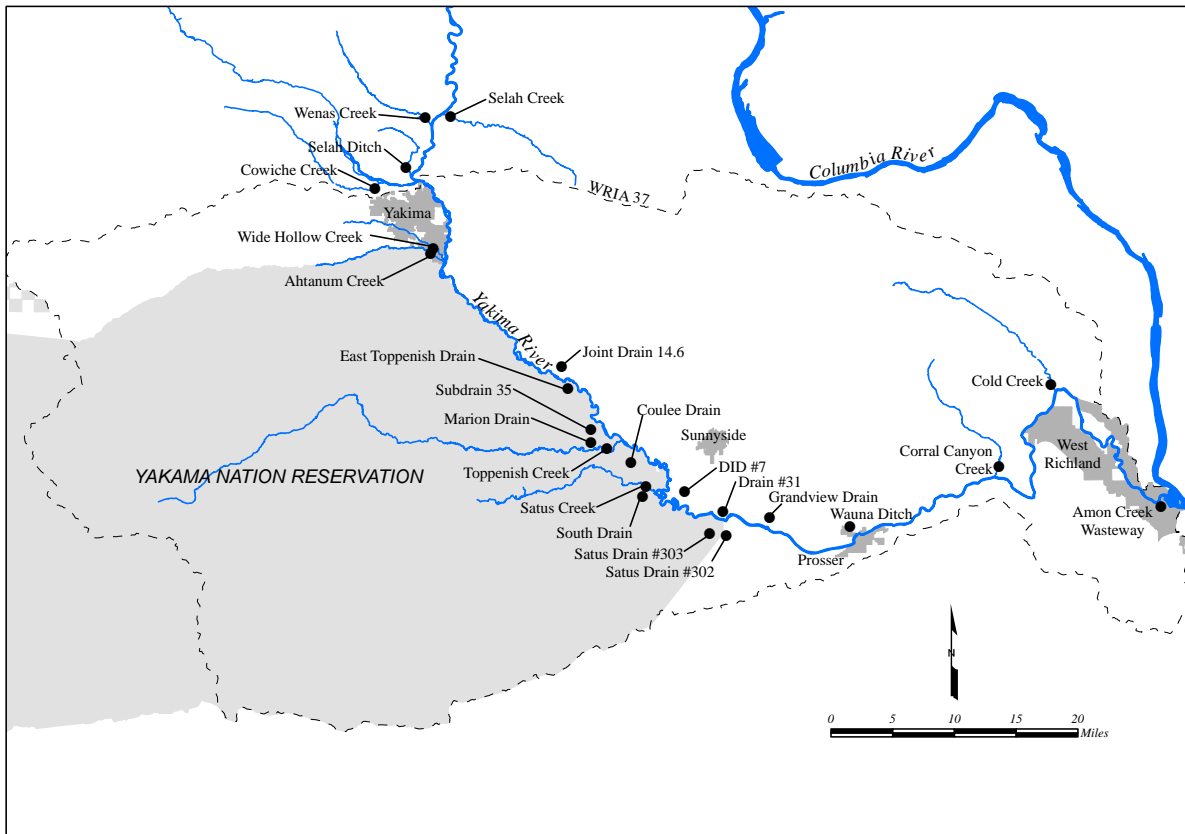 Wenas Creek
Selah Creek
Selah Ditch
Cowiche Creek
Columbia River
WRIA 37
Yakima
Wide Hollow Creek
Ahtanum Creek
Yakima River
Joint Drain 14.6
East Toppenish Drain
Subdrain 35
Marion Drain
Coulee Drain
Sunnyside
Cold Creek
West
Richland
Corral Canyon
Creek
Toppenish Creek
YAKAMA NATION RESERVATION
DID #7
Drain #31
Grandview Drain
Wauna Ditch
Amon Creek
Wasteway
Satus Creek
South Drain
Satus Drain #303
Satus Drain #302
Prosser
N
0 5 10 15 20
Miles